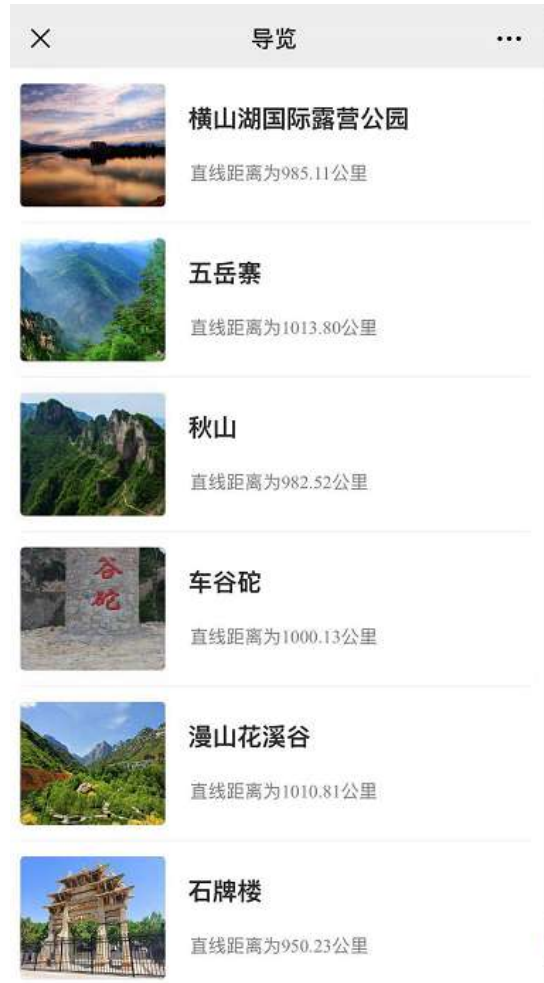 导览
横山湖国际露营公园
直线距离为985.11公里
五岳寨
直线距离为1013.80公里
秋山
直线距离为982.52公里
谷
砣
车谷砣
直线距离为1000.13公里
漫山花溪谷
直线距离为1010.81公里
石牌楼
直线距离为950.23公里